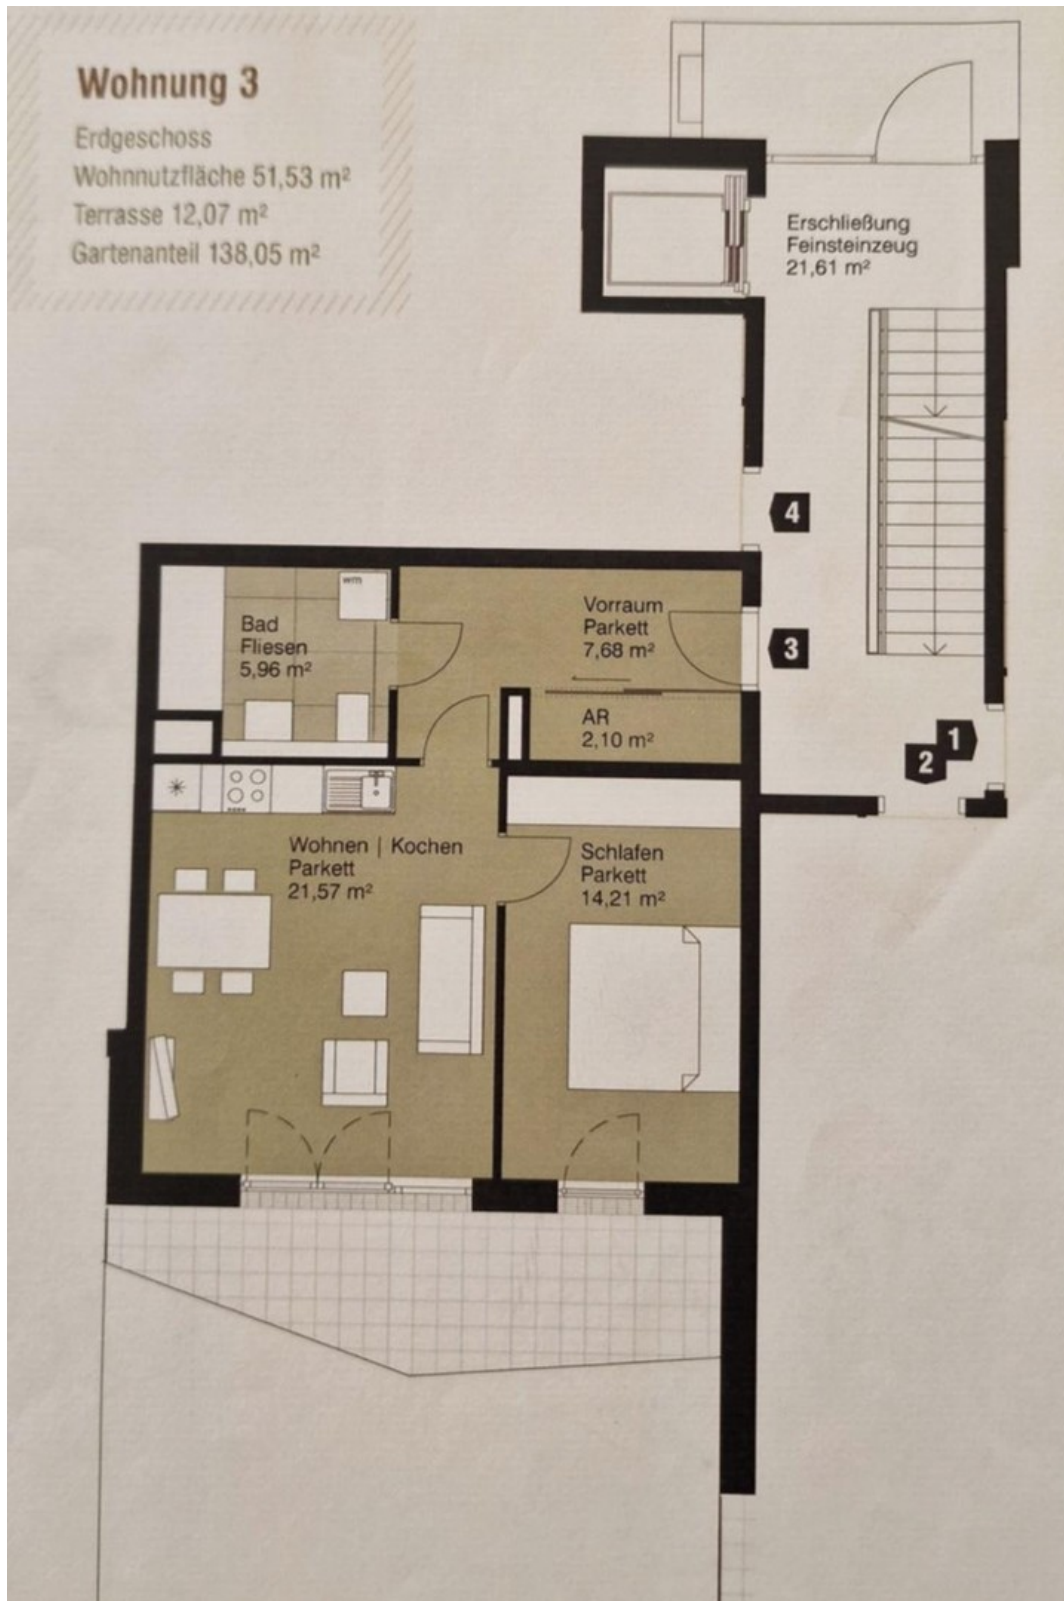 Wohnung 3
Erdgeschoss
Wohnnutzfläche 51,53 m²
Terrasse 12,07 m²
Gartenanteil 138,05 m²
Erschließung
Feinsteinzeug
21,61 m²
4
Bad
Fliesen
5,96 m²
wm
Vorraum
Parkett
7,68 m²
3
AR
2,10 m²
1
2
Wohnen | Kochen
Parkett
21,57 m²
Schlafen
Parkett
14,21 m²